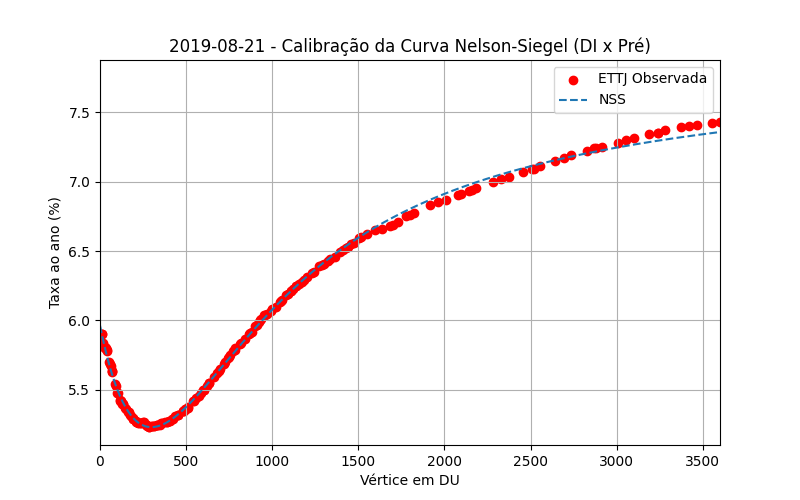 2019-08-21 - Calibração da Curva Nelson-Siegel (DI x Pré)
ETTJ Observada
NSS
Taxa ao ano (%)
7.5
7.0
6.5
6.0
5.5
0 500 1000 1500 2000 2500 3000 3500
Vértice em DU